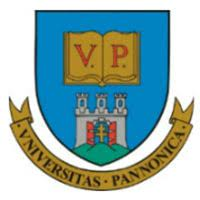 V. P.
· VNIVERSITAS · PANNONICA ·